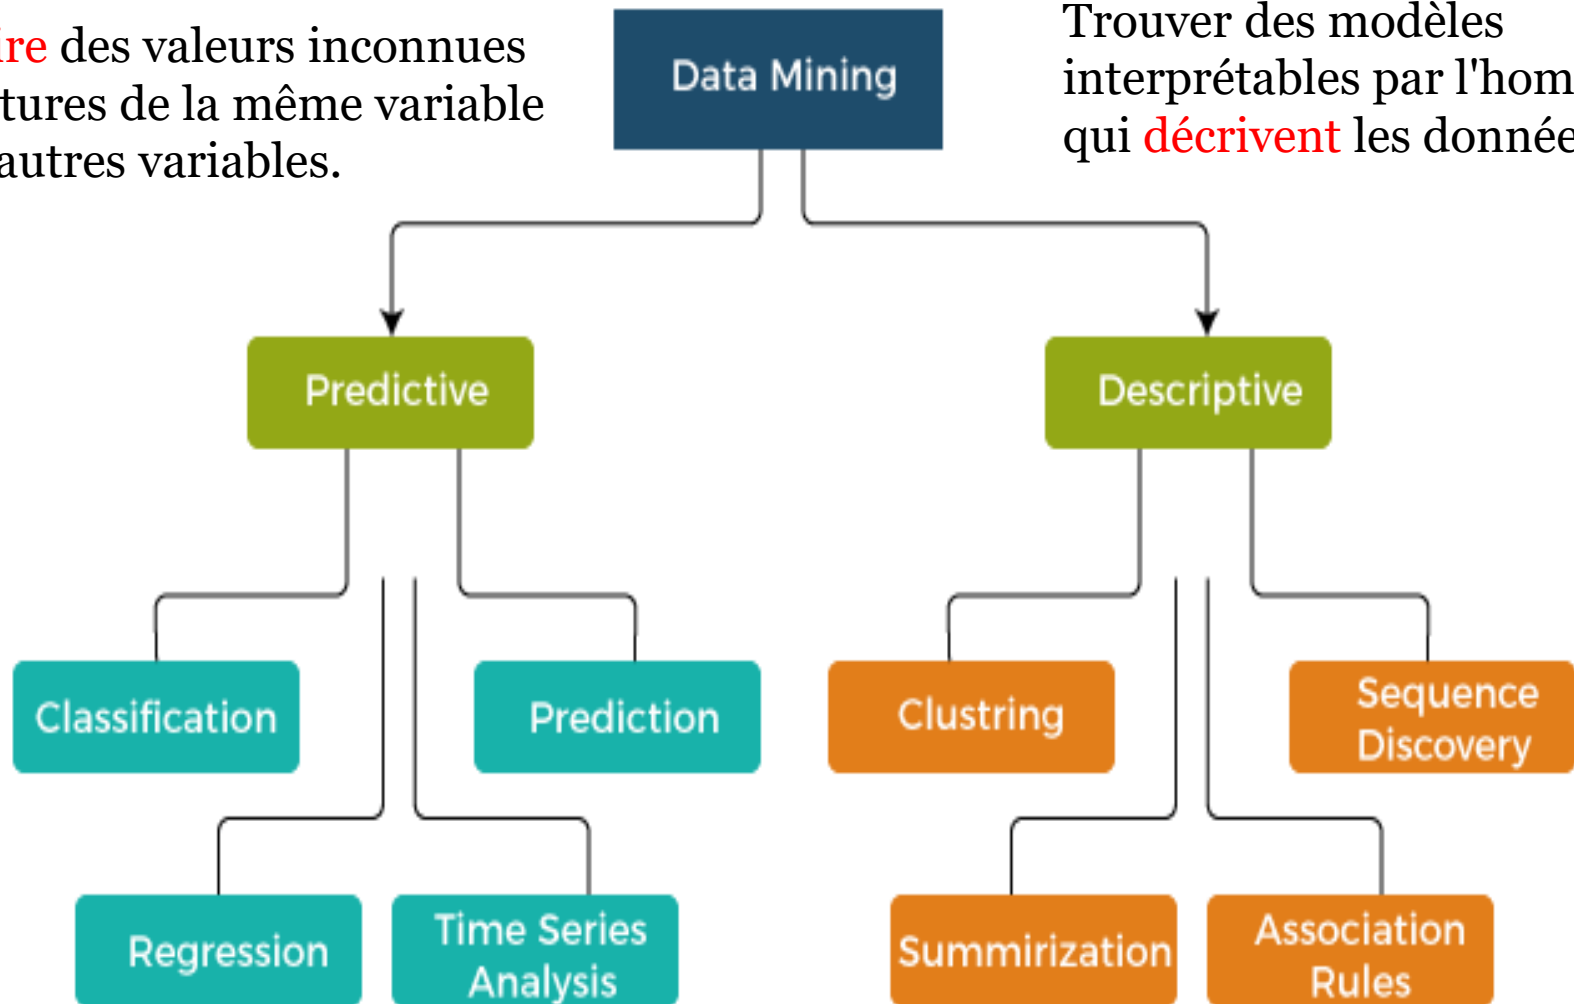 ire des valeurs inconnues
tures de la même variable
autres variables.
Data Mining
Trouver des modèles
interprétables par l'hom
qui décrivent les donnée
Predictive
Descriptive
Classification
Prediction
Clustring
Sequence
Discovery
Regression
Time Series
Analysis
Summirization
Association
Rules